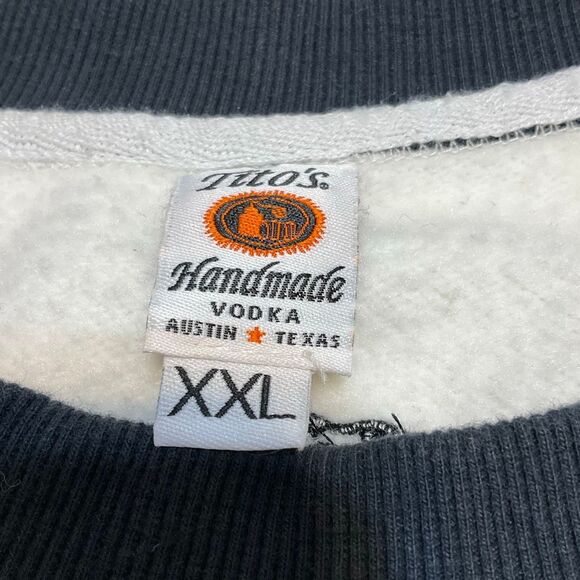 Tito's®
Handmade
VODKA
AUSTIN ★ TEXAS
XXL